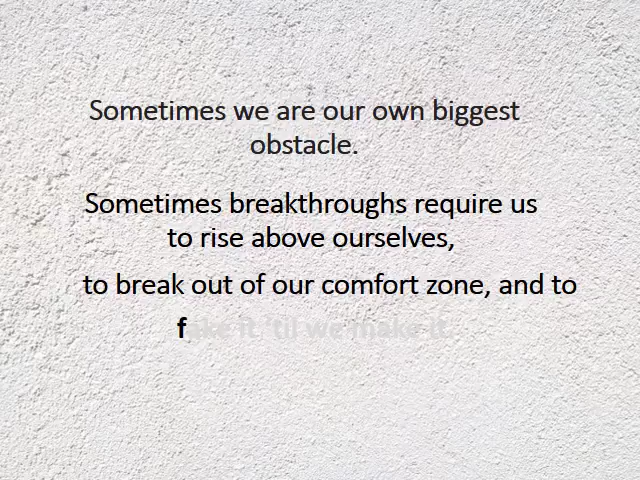 Sometimes we are our own biggest
obstacle.
Sometimes breakthroughs require us
to rise above ourselves,
to break out of our comfort zone, and to
fake it ’til we make it.